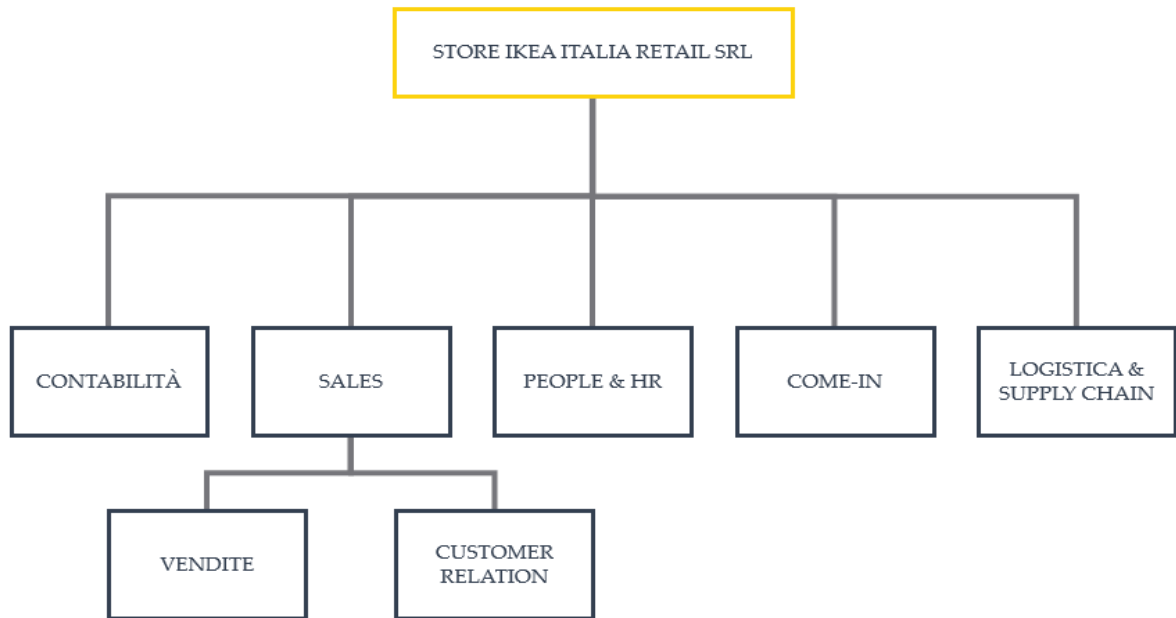 STORE IKEA ITALIA RETAIL SRL
CONTABILITÀ
SALES
PEOPLE & HR
COME-IN
LOGISTICA &
SUPPLY CHAIN
VENDITE
CUSTOMER
RELATION